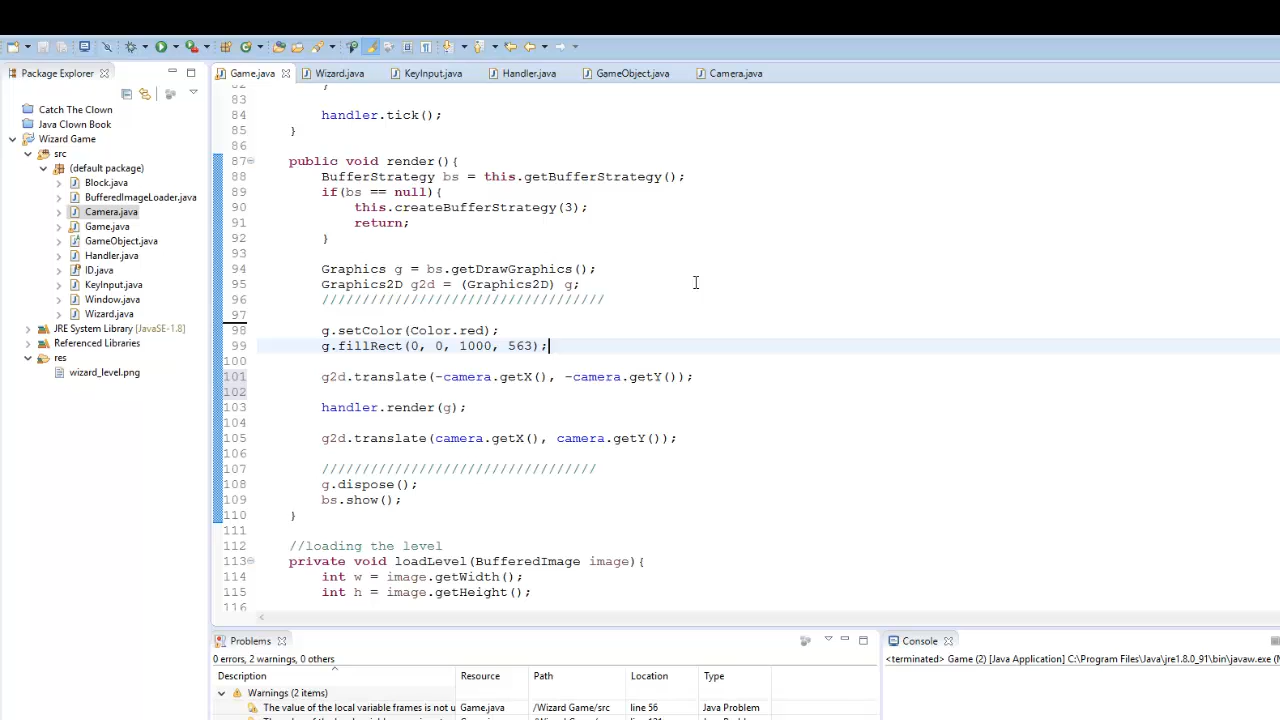 Package Explorer
Catch The Clown
Java Clown Book
Wizard Game
src
(default package)
Block.java
BufferedImageLoader.java
Camera.java
Game.java
GameObject.java
Handler.java
ID.java
KeyInput.java
Window.java
Wizard.java
JRE System Library [JavaSE-1.8]
Referenced Libraries
res
wizard_level.png
Game.java Wizard.java KeyInput.java Handler.java GameObject.java Camera.java
82 }
83
84 handler.tick();
85 }
86
87 public void render(){
88 BufferStrategy bs = this.getBufferStrategy();
89 if(bs == null){
90 this.createBufferStrategy(3);
91 return;
92 }
93
94 Graphics g = bs.getDrawGraphics();
95 Graphics2D g2d = (Graphics2D) g;
96 ///////////////////////////////////
97
98 g.setColor(Color.red);
99 g.fillRect(0, 0, 1000, 563);
100
101 g2d.translate(-camera.getX(), -camera.getY());
102
103 handler.render(g);
104
105 g2d.translate(camera.getX(), camera.getY());
106
107 //////////////////////////////////
108 g.dispose();
109 bs.show();
110 }
111
112 //loading the level
113 private void loadLevel(BufferedImage image){
114 int w = image.getWidth();
115 int h = image.getHeight();
116
Problems
0 errors, 2 warnings, 0 others
Description Resource Path Location Type
Warnings (2 items)
The value of the local variable frames is not u Game.java /Wizard Game/src line 56 Java Problem
Console
<terminated> Game (2) [Java Application] C:\Program Files\Java\jre1.8.0_91\bin\javaw.exe (